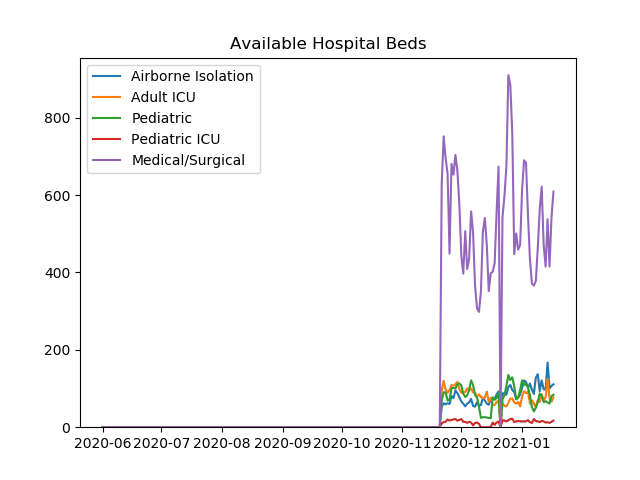 Available Hospital Beds
Airborne Isolation
Adult ICU
Pediatric
Pediatric ICU
Medical/Surgical
800
600
400
200
0
2020-06 2020-07 2020-08 2020-09 2020-10 2020-11 2020-12 2021-01